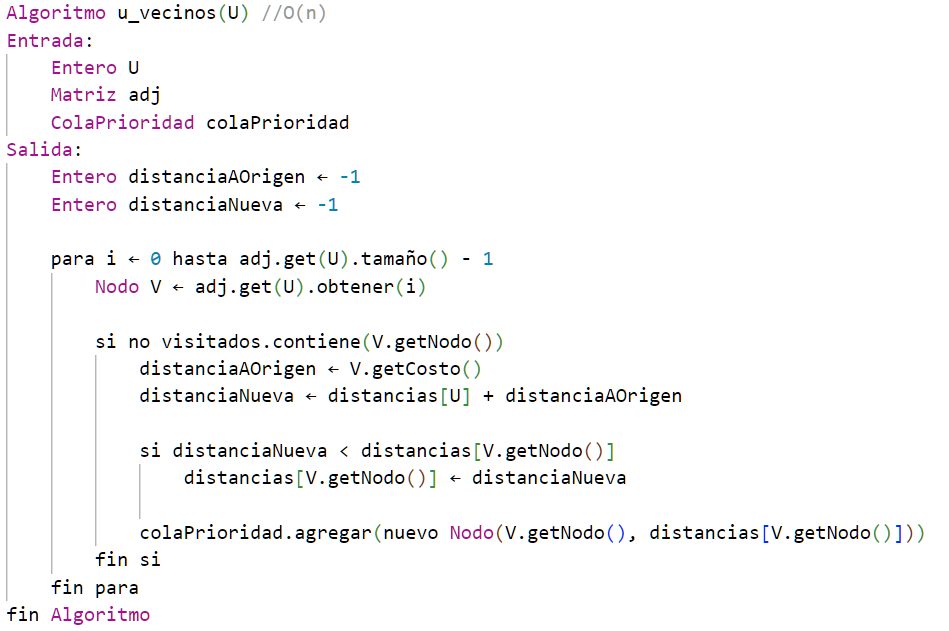 Algoritmo u_vecinos(U) //O(n)
Entrada:
    Entero U
    Matriz adj
    ColaPrioridad colaPrioridad
Salida:
    Entero distanciaAOrigen ← -1
    Entero distanciaNueva ← -1
    para i ← 0 hasta adj.get(U).tamaño() - 1
        Nodo V ← adj.get(U).obtener(i)
        si no visitados.contiene(V.getNodo())
            distanciaAOrigen ← V.getCosto()
            distanciaNueva ← distancias[U] + distanciaAOrigen
            si distanciaNueva < distancias[V.getNodo()]
                distancias[V.getNodo()] ← distanciaNueva
            colaPrioridad.agregar(nuevo Nodo(V.getNodo(), distancias[V.getNodo()]))
        fin si
    fin para
fin Algoritmo